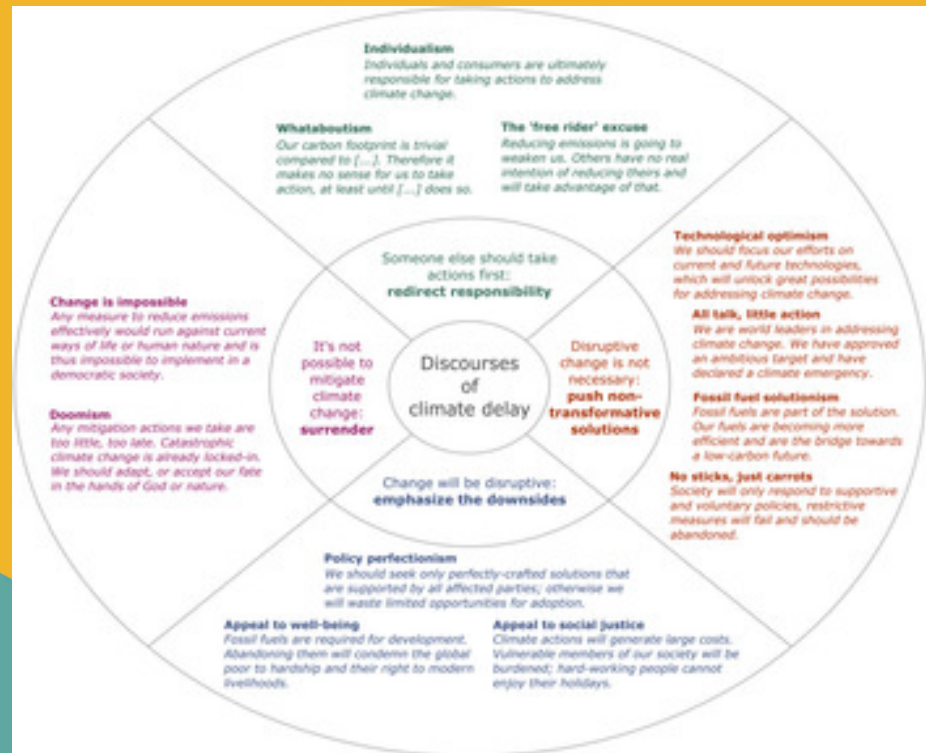 Individualism
Individuals and consumers are ultimately
responsible for taking actions to address
climate change.
Whataboutism
Our carbon footprint is trivial
compared to [...]. Therefore it
makes no sense for us to take
action, at least until [...] does so.
The 'free rider' excuse
Reducing emissions is going to
weaken us. Others have no real
intention of reducing theirs and
will take advantage of that.
Someone else should take
actions first:
redirect responsibility
Technological optimism
We should focus our efforts on
current and future technologies,
which will unlock great possibilities
for addressing climate change.
All talk, little action
We are world leaders in addressing
climate change. We have approved
an ambitious target and have
declared a climate emergency.
Fossil fuel solutionism
Fossil fuels are part of the solution.
Our fuels are becoming more
efficient and are the bridge towards
a low-carbon future.
No sticks, just carrots
Society will only respond to supportive
and voluntary policies, restrictive
measures will fail and should be
abandoned.
Disruptive
change is not
necessary:
push non-
transformative
solutions
Discourses
of
climate delay
It's not
possible to
mitigate
climate
change:
surrender
Change is impossible
Any measure to reduce emissions
effectively would run against current
ways of life or human nature and is
thus impossible to implement in a
democratic society.
Doomism
Any mitigation actions we take are
too little, too late. Catastrophic
climate change is already locked-in.
We should adapt, or accept our fate
in the hands of God or nature.
Change will be disruptive:
emphasize the downsides
Policy perfectionism
We should seek only perfectly-crafted solutions that
are supported by all affected parties; otherwise we
will waste limited opportunities for adoption.
Appeal to well-being
Fossil fuels are required for development.
Abandoning them will condemn the global
poor to hardship and their right to modern
livelihoods.
Appeal to social justice
Climate actions will generate large costs.
Vulnerable members of our society will be
burdened; hard-working people cannot
enjoy their holidays.